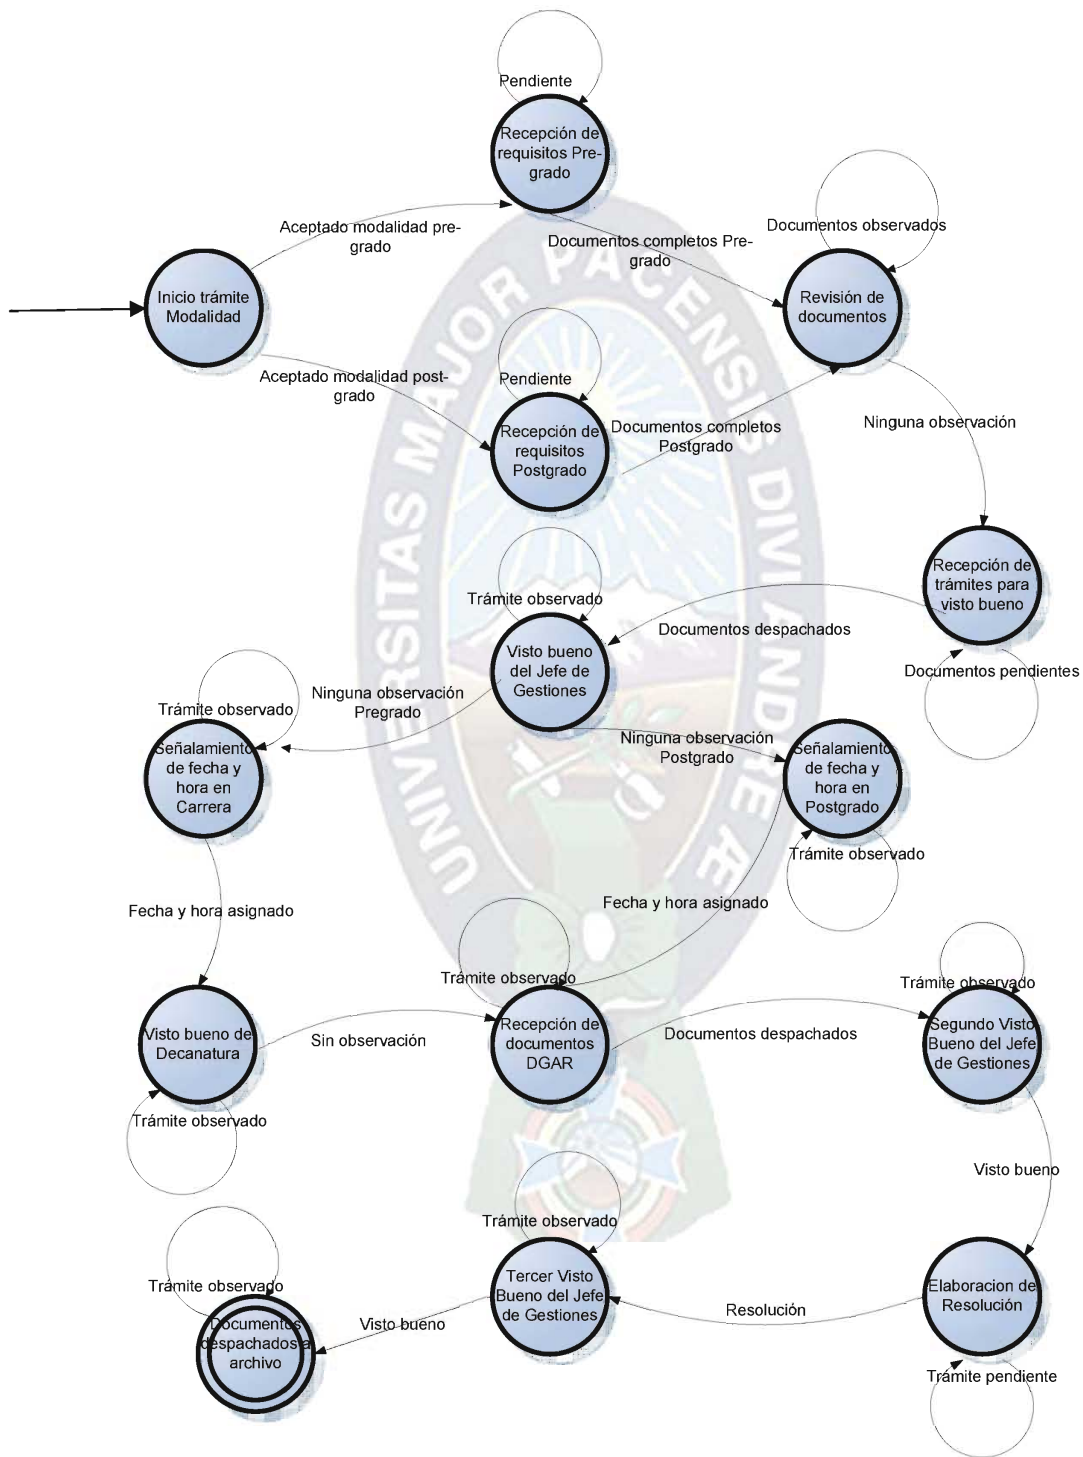 Pendiente
Recepción de
requisitos Pre-
grado
Aceptado modalidad pre-
grado
Documentos completos Pre-
grado
Documentos observados
Inicio trámite
Modalidad
Revisión de
documentos
Aceptado modalidad post-
grado
Pendiente
Recepción de
requisitos
Postgrado
Documentos completos
Postgrado
Ninguna observación
Recepción de
trámites para
visto bueno
Trámite observado
Documentos despachados
Visto bueno
del Jefe de
Gestiones
Documentos pendientes
Ninguna observación
Pregrado
Trámite observado
Señalamiento
de fecha y
hora en
Carrera
Ninguna observación
Postgrado
Señalamiento
de fecha y
hora en
Postgrado
Trámite observado
Fecha y hora asignado
Fecha y hora asignado
Trámite observado
Trámite observado
Visto bueno de
Decanatura
Sin observación
Recepción de
documentos
DGAR
Documentos despachados
Segundo Visto
Bueno del Jefe
de Gestiones
Trámite observado
Visto bueno
Trámite observado
Trámite observado
Tercer Visto
Bueno del Jefe
de Gestiones
Elaboracion de
Resolución
Resolución
Visto bueno
Documentos
despachados a
archivo
Trámite pendiente
UNIVERSITAS MAJOR PACENSIS DIVI ANDRE Æ